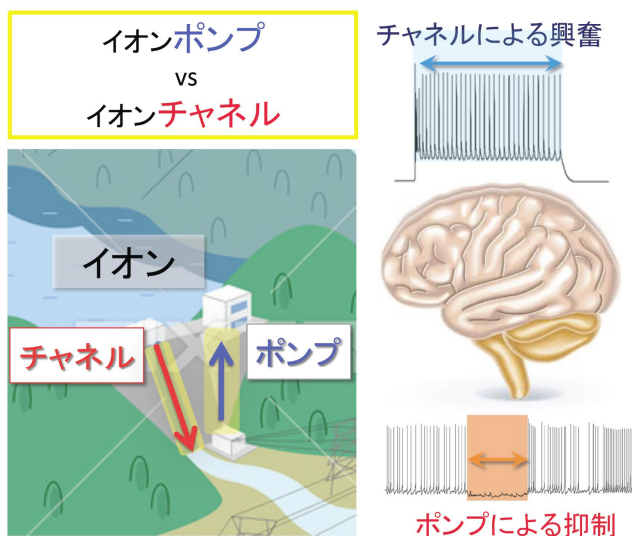 イオンポンプ
vs
イオンチャネル
チャネルによる興奮
イオン
チャネル
ポンプ
ポンプによる抑制